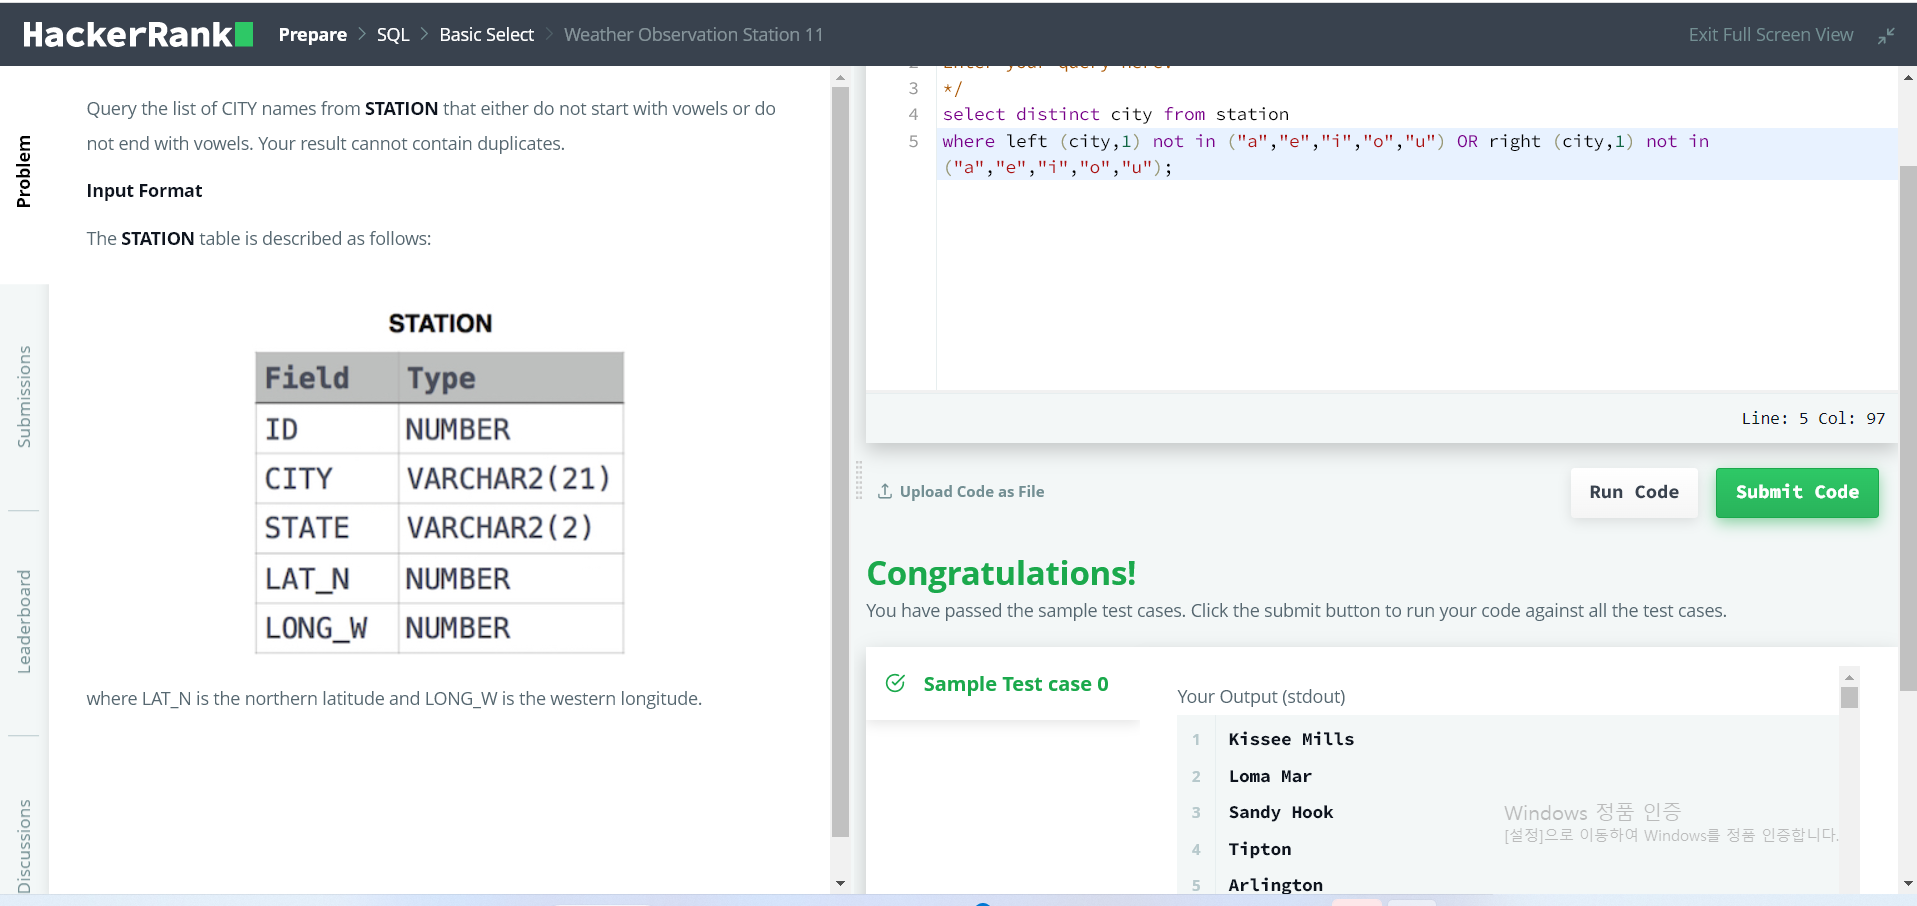 HackerRank Prepare > SQL > Basic Select > Weather Observation Station 11 Exit Full Screen View
Problem
Submissions
Leaderboard
Discussions
Query the list of CITY names from STATION that either do not start with vowels or do
not end with vowels. Your result cannot contain duplicates.
Input Format
The STATION table is described as follows:
STATION
Field Type
ID NUMBER
CITY VARCHAR2(21)
STATE VARCHAR2(2)
LAT_N NUMBER
LONG_W NUMBER
where LAT_N is the northern latitude and LONG_W is the western longitude.
2 Enter your query here.
3 */
4 select distinct city from station
5 where left (city,1) not in ("a","e","i","o","u") OR right (city,1) not in
("a","e","i","o","u");
Line: 5 Col: 97
Upload Code as File
Run Code
Submit Code
Congratulations!
You have passed the sample test cases. Click the submit button to run your code against all the test cases.
Sample Test case 0
Your Output (stdout)
1 Kissee Mills
2 Loma Mar
3 Sandy Hook
4 Tipton
5 Arlington
Windows 정품 인증
[설정]으로 이동하여 Windows를 정품 인증합니다.